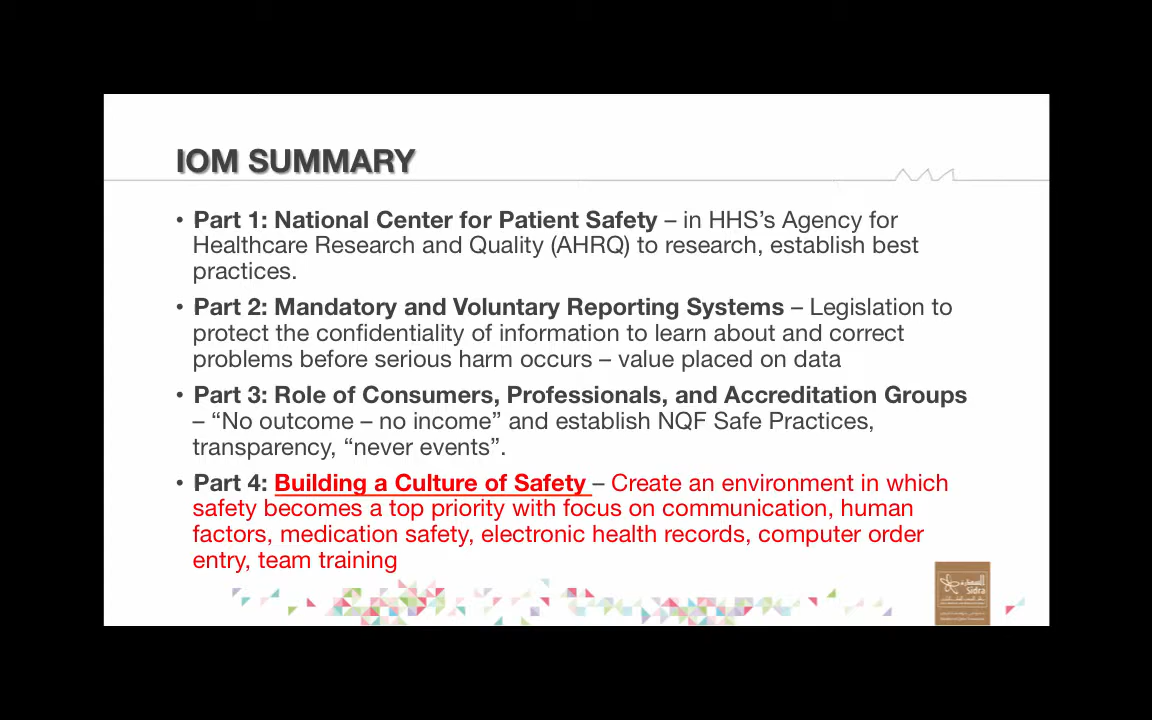 IOM SUMMARY
• Part 1: National Center for Patient Safety – in HHS’s Agency for
Healthcare Research and Quality (AHRQ) to research, establish best
practices.
• Part 2: Mandatory and Voluntary Reporting Systems – Legislation to
protect the confidentiality of information to learn about and correct
problems before serious harm occurs – value placed on data
• Part 3: Role of Consumers, Professionals, and Accreditation Groups
– “No outcome – no income” and establish NQF Safe Practices,
transparency, “never events”.
• Part 4: Building a Culture of Safety – Create an environment in which
safety becomes a top priority with focus on communication, human
factors, medication safety, electronic health records, computer order
entry, team training
Sidra